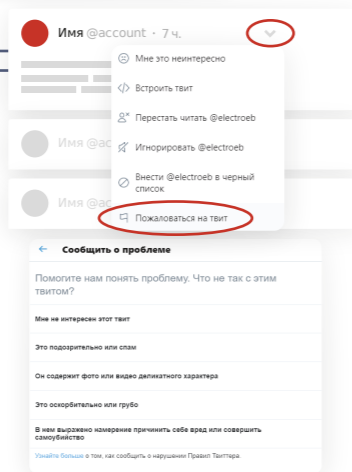 Имя @account · 7 ч.
Мне это неинтересно
Встроить твит
Перестать читать @electroeb
Имя @ac
Игнорировать @electroeb
Внести @electroeb в черный
список
Имя @ac
Пожаловаться на твит
Сообщить о проблеме
Помогите нам понять проблему. Что не так с этим
твитом?
Мне не интересен этот твит
Это подозрительно или спам
Он содержит фото или видео деликатного характера
Это оскорбительно или грубо
В нем выражено намерение причинить себе вред или совершить
самоубийство
Узнайте больше о том, как сообщить о нарушении Правил Твиттера.